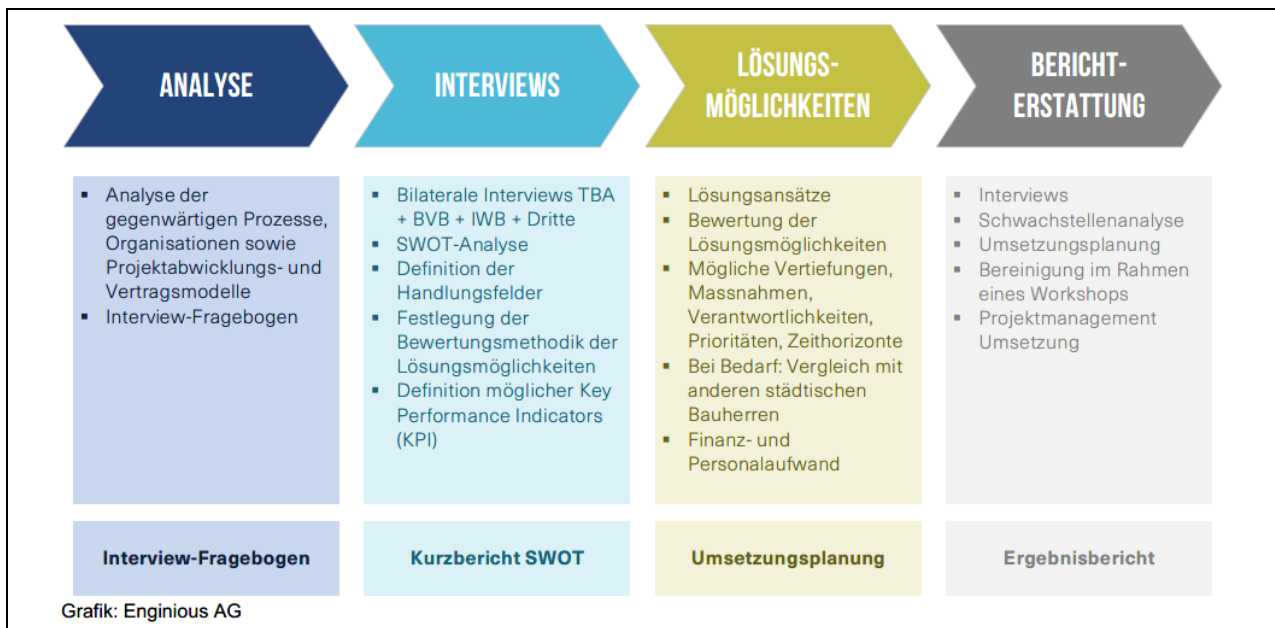 ANALYSE
▪ Analyse der
gegenwärtigen Prozesse,
Organisationen sowie
Projektabwicklungs- und
Vertragsmodelle
▪ Interview-Fragebogen
Interview-Fragebogen
INTERVIEWS
▪ Bilaterale Interviews TBA
+ BVB + IWB + Dritte
▪ SWOT-Analyse
▪ Definition der
Handlungsfelder
▪ Festlegung der
Bewertungsmethodik der
Lösungsmöglichkeiten
▪ Definition möglicher Key
Performance Indicators
(KPI)
Kurzbericht SWOT
LÖSUNGS-
MÖGLICHKEITEN
▪ Lösungsansätze
▪ Bewertung der
Lösungsmöglichkeiten
▪ Mögliche Vertiefungen,
Massnahmen,
Verantwortlichkeiten,
Prioritäten, Zeithorizonte
▪ Bei Bedarf: Vergleich mit
anderen städtischen
Bauherren
▪ Finanz- und
Personalaufwand
Umsetzungsplanung
BERICHT-
ERSTATTUNG
▪ Interviews
▪ Schwachstellenanalyse
▪ Umsetzungsplanung
▪ Bereinigung im Rahmen
eines Workshops
▪ Projektmanagement
Umsetzung
Ergebnisbericht
Grafik: Enginious AG